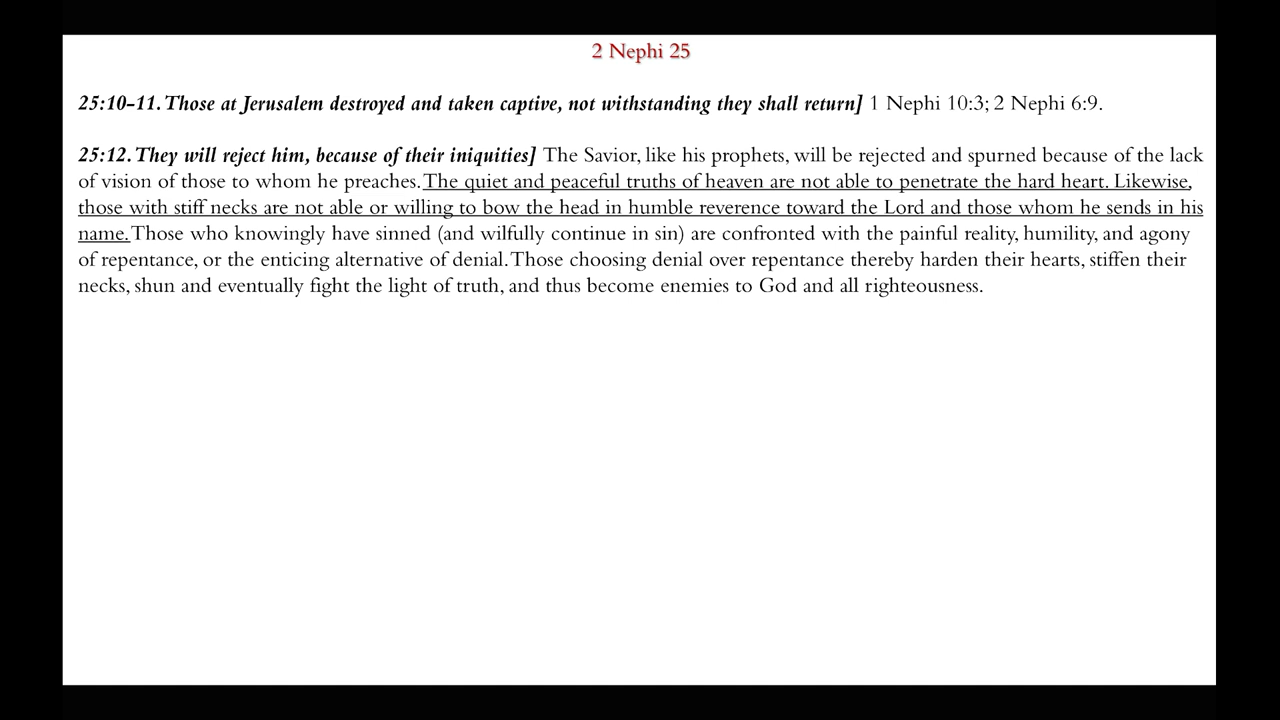 2 Nephi 25
25:10-11. Those at Jerusalem destroyed and taken captive, not withstanding they shall return] 1 Nephi 10:3; 2 Nephi 6:9.
25:12. They will reject him, because of their iniquities] The Savior, like his prophets, will be rejected and spurned because of the lack
of vision of those to whom he preaches. The quiet and peaceful truths of heaven are not able to penetrate the hard heart. Likewise,
those with stiff necks are not able or willing to bow the head in humble reverence toward the Lord and those whom he sends in his
name. Those who knowingly have sinned (and wilfully continue in sin) are confronted with the painful reality, humility, and agony
of repentance, or the enticing alternative of denial. Those choosing denial over repentance thereby harden their hearts, stiffen their
necks, shun and eventually fight the light of truth, and thus become enemies to God and all righteousness.